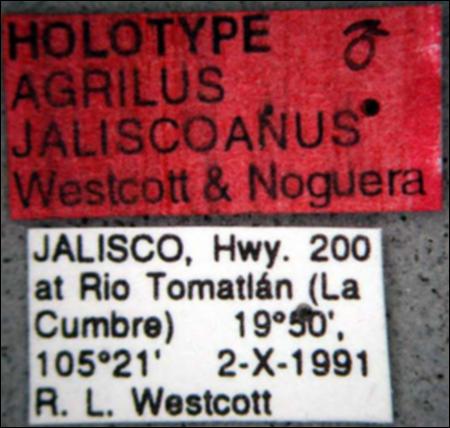 HOLOTYPE ♂
AGRILUS
JALISCOANUS
Westcott & Noguera
JALISCO, Hwy. 200
at Rio Tomatlán (La
Cumbre) 19°50',
105°21' 2-X-1991
R. L. Westcott